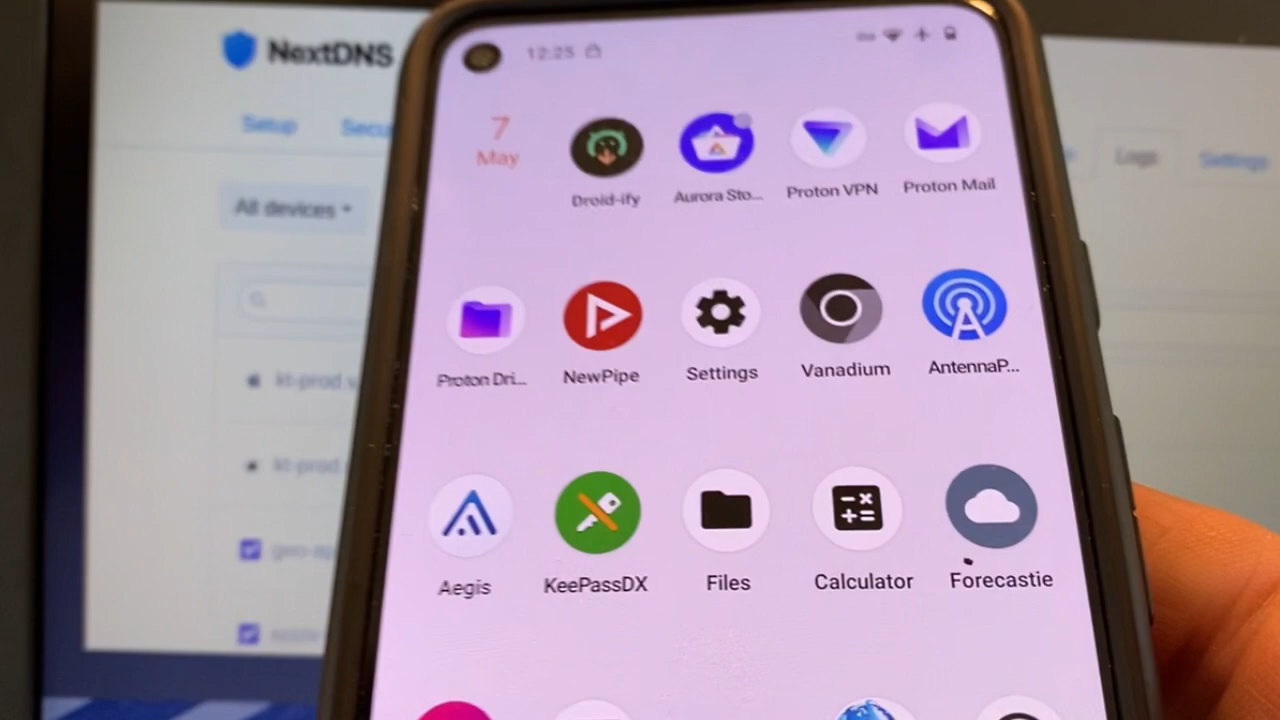 NextDNS
Setup
Secu
Logs
Settings
All devices
12:25
7
May
Droid-ify
Aurora Sto...
Proton VPN
Proton Mail
Proton Dri...
NewPipe
Settings
Vanadium
AntennaP...
Aegis
KeePassDX
Files
Calculator
Forecastie